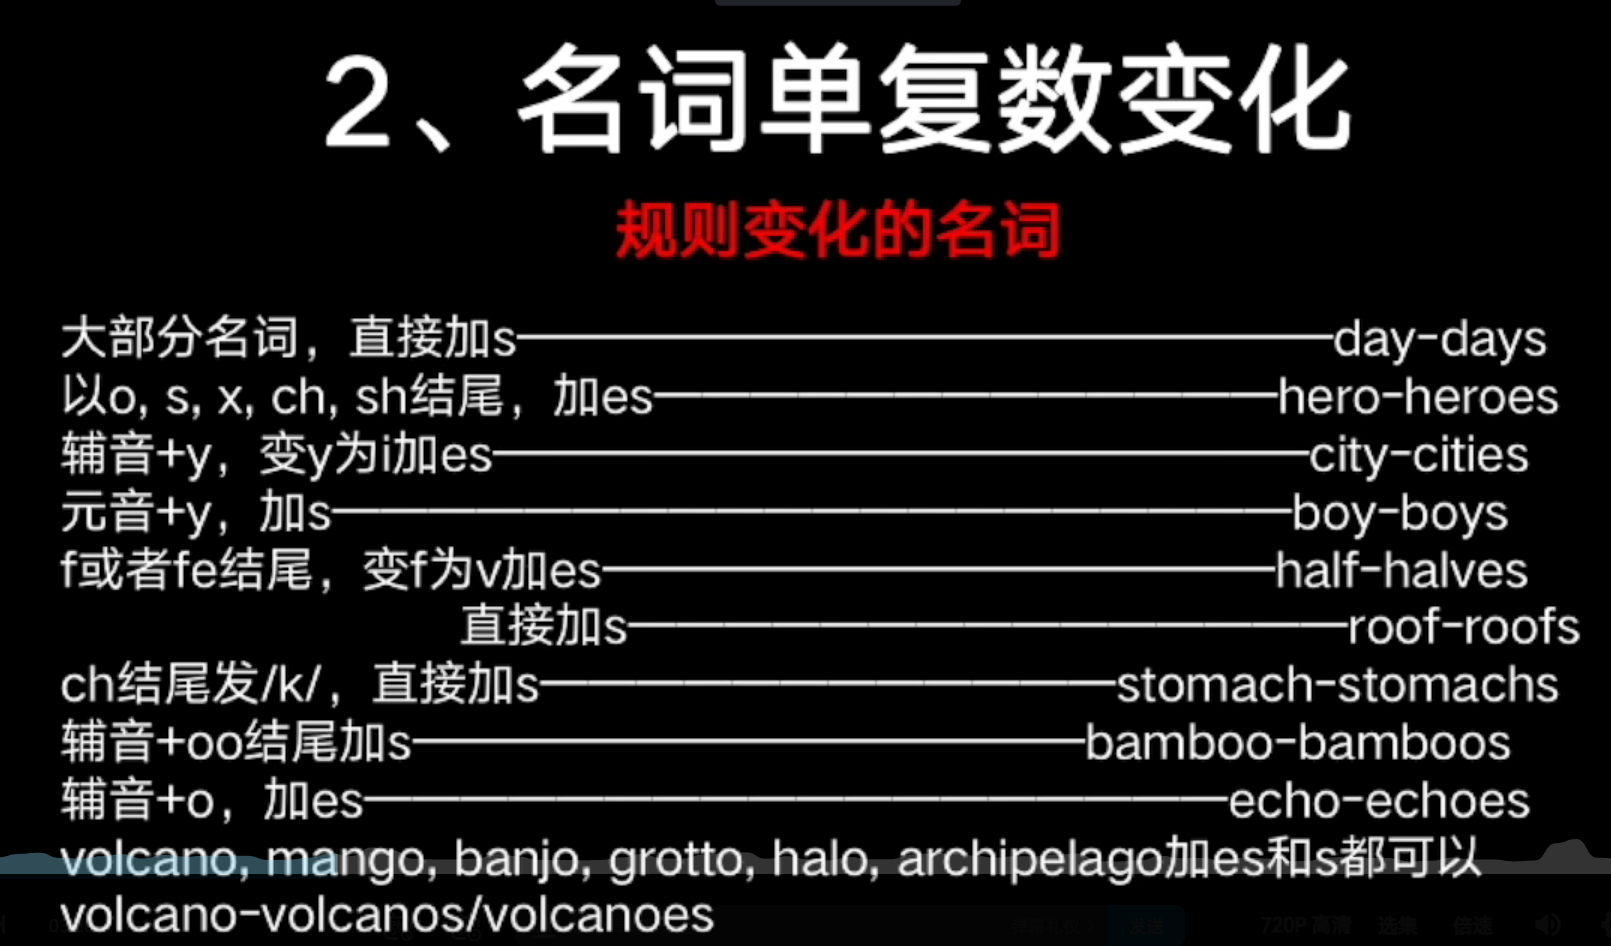 2、名词单复数变化
规则变化的名词
大部分名词，直接加s—————————————————day-days
以o, s, x, ch, sh结尾，加es—————————————hero-heroes
辅音+y，变y为i加es—————————————————city-cities
元音+y，加s————————————————————boy-boys
f或者fe结尾，变f为v加es——————————————half-halves
直接加s———————————————roof-roofs
ch结尾发/k/，直接加s————————————stomach-stomachs
辅音+oo结尾加s——————————————bamboo-bamboos
辅音+o，加es——————————————————echo-echoes
volcano, mango, banjo, grotto, halo, archipelago加es和s都可以
volcano-volcanos/volcanoes
发送 720P 高清 选集 倍速